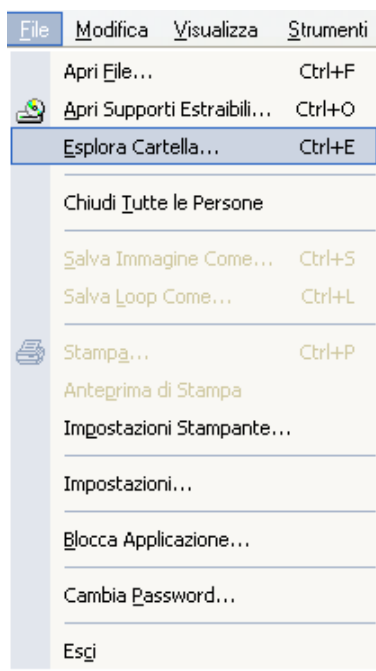 File Modifica Visualizza Strumenti
Apri File... Ctrl+F
Apri Supporti Estraibili... Ctrl+O
Esplora Cartella... Ctrl+E
Chiudi Tutte le Persone
Salva Immagine Come... Ctrl+S
Salva Loop Come... Ctrl+L
Stampa... Ctrl+P
Anteprima di Stampa
Impostazioni Stampante...
Impostazioni...
Blocca Applicazione...
Cambia Password...
Esci